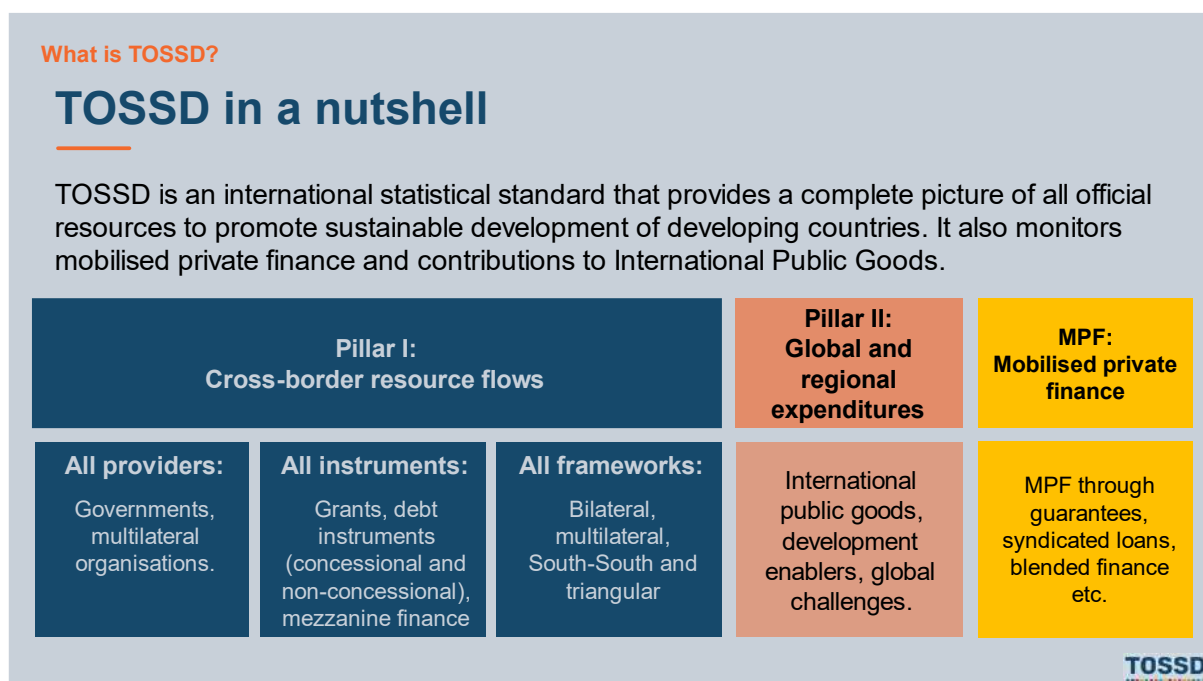 What is TOSSD?
TOSSD in a nutshell
TOSSD is an international statistical standard that provides a complete picture of all official
resources to promote sustainable development of developing countries. It also monitors
mobilised private finance and contributions to International Public Goods.
Pillar I:
Cross-border resource flows
Pillar II:
Global and
regional
expenditures
MPF:
Mobilised private
finance
All providers:
Governments,
multilateral
organisations.
All instruments:
Grants, debt
instruments
(concessional and
non-concessional),
mezzanine finance
All frameworks:
Bilateral,
multilateral,
South-South and
triangular
International
public goods,
development
enablers, global
challenges.
MPF through
guarantees,
syndicated loans,
blended finance
etc.
TOSSD